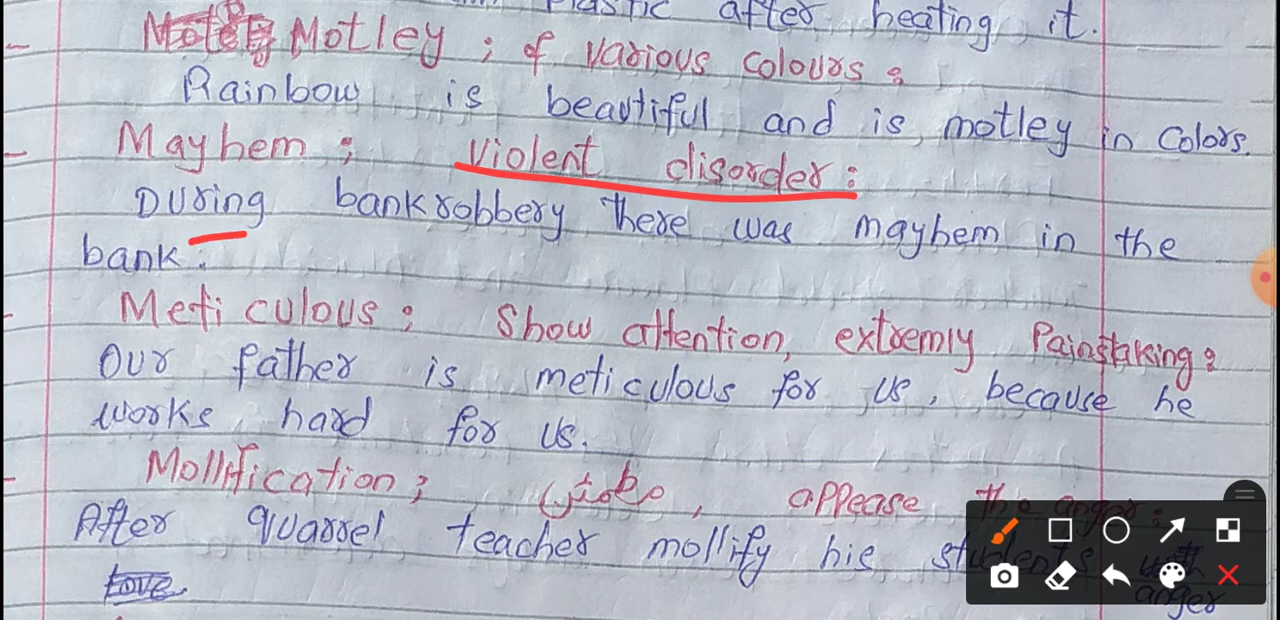 Plastic after heating it.
Motley ; of various colours :
Rainbow is beautiful and is motley in Colors.
Mayhem ; Violent disorder :
During bank robbery there was mayhem in the
bank.
Meticulous : Show attention, extremly Painstaking :
Our father is meticulous for us, because he
works hard for us.
Mollification ; , appease the anger :
After quarrel teacher mollify his students
Love anger